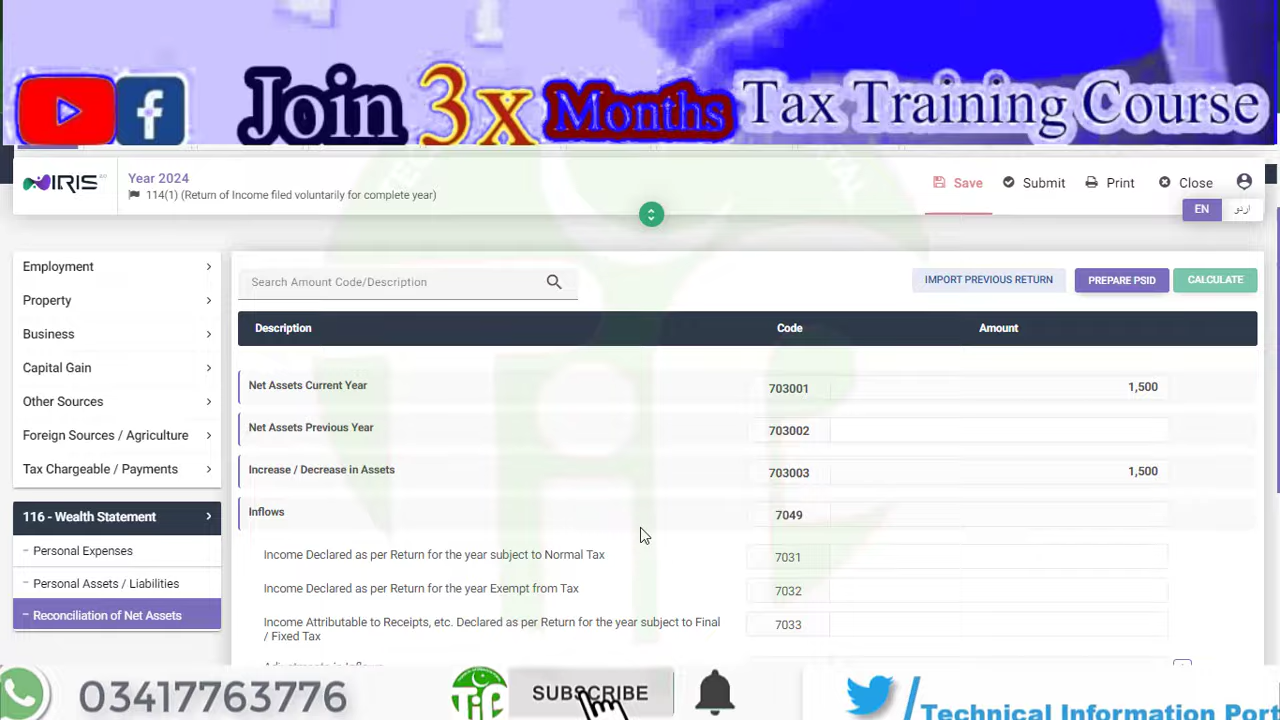 Join 3x Months Tax Training Course
IRIS
Year 2024
114(1) (Return of Income filed voluntarily for complete year)
Save
Submit
Print
Close
EN
اردو
Employment
Property
Business
Capital Gain
Other Sources
Foreign Sources / Agriculture
Tax Chargeable / Payments
116 - Wealth Statement
Personal Expenses
Personal Assets / Liabilities
Reconciliation of Net Assets
Search Amount Code/Description
IMPORT PREVIOUS RETURN
PREPARE PSID
CALCULATE
Description Code Amount
Net Assets Current Year 703001 1,500
Net Assets Previous Year 703002
Increase / Decrease in Assets 703003 1,500
Inflows 7049
Income Declared as per Return for the year subject to Normal Tax 7031
Income Declared as per Return for the year Exempt from Tax 7032
Income Attributable to Receipts, etc. Declared as per Return for the year subject to Final 7033
/ Fixed Tax
Adjustments in Inflows
03417763776
TIP
SUBSCRIBE
Technical Information Port